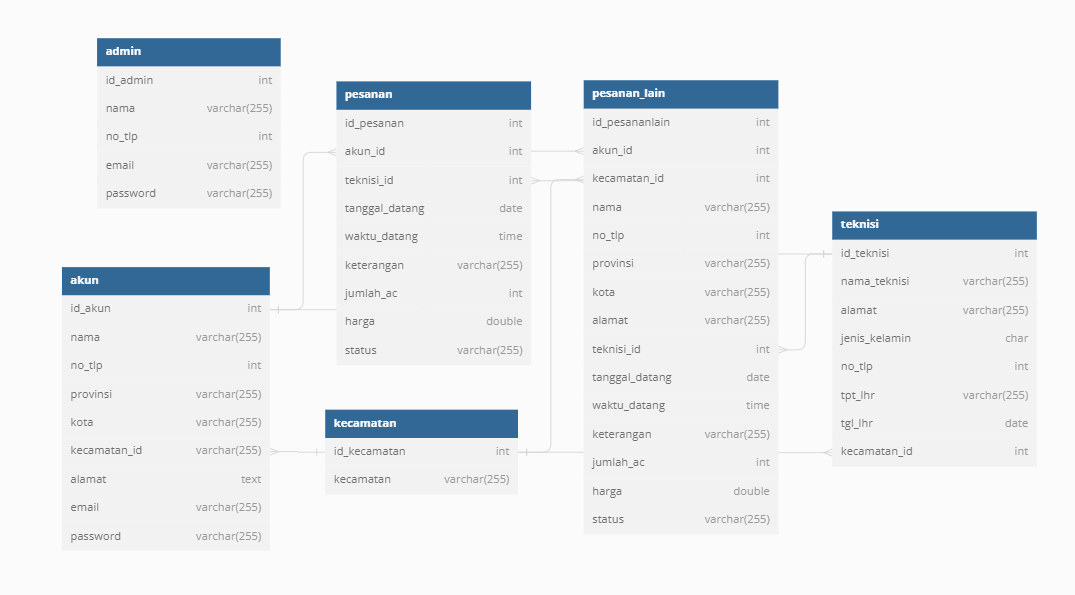 admin
id_admin int
nama varchar(255)
no_tlp int
email varchar(255)
password varchar(255)
akun
id_akun int
nama varchar(255)
no_tlp int
provinsi varchar(255)
kota varchar(255)
kecamatan_id varchar(255)
alamat text
email varchar(255)
password varchar(255)
pesanan
id_pesanan int
akun_id int
teknisi_id int
tanggal_datang date
waktu_datang time
keterangan varchar(255)
jumlah_ac int
harga double
status varchar(255)
kecamatan
id_kecamatan int
kecamatan varchar(255)
pesanan_lain
id_pesananlain int
akun_id int
kecamatan_id int
nama varchar(255)
no_tlp int
provinsi varchar(255)
kota varchar(255)
alamat varchar(255)
teknisi_id int
tanggal_datang date
waktu_datang time
keterangan varchar(255)
jumlah_ac int
harga double
status varchar(255)
teknisi
id_teknisi int
nama_teknisi varchar(255)
alamat varchar(255)
jenis_kelamin char
no_tlp int
tpt_lhr varchar(255)
tgl_lhr date
kecamatan_id int